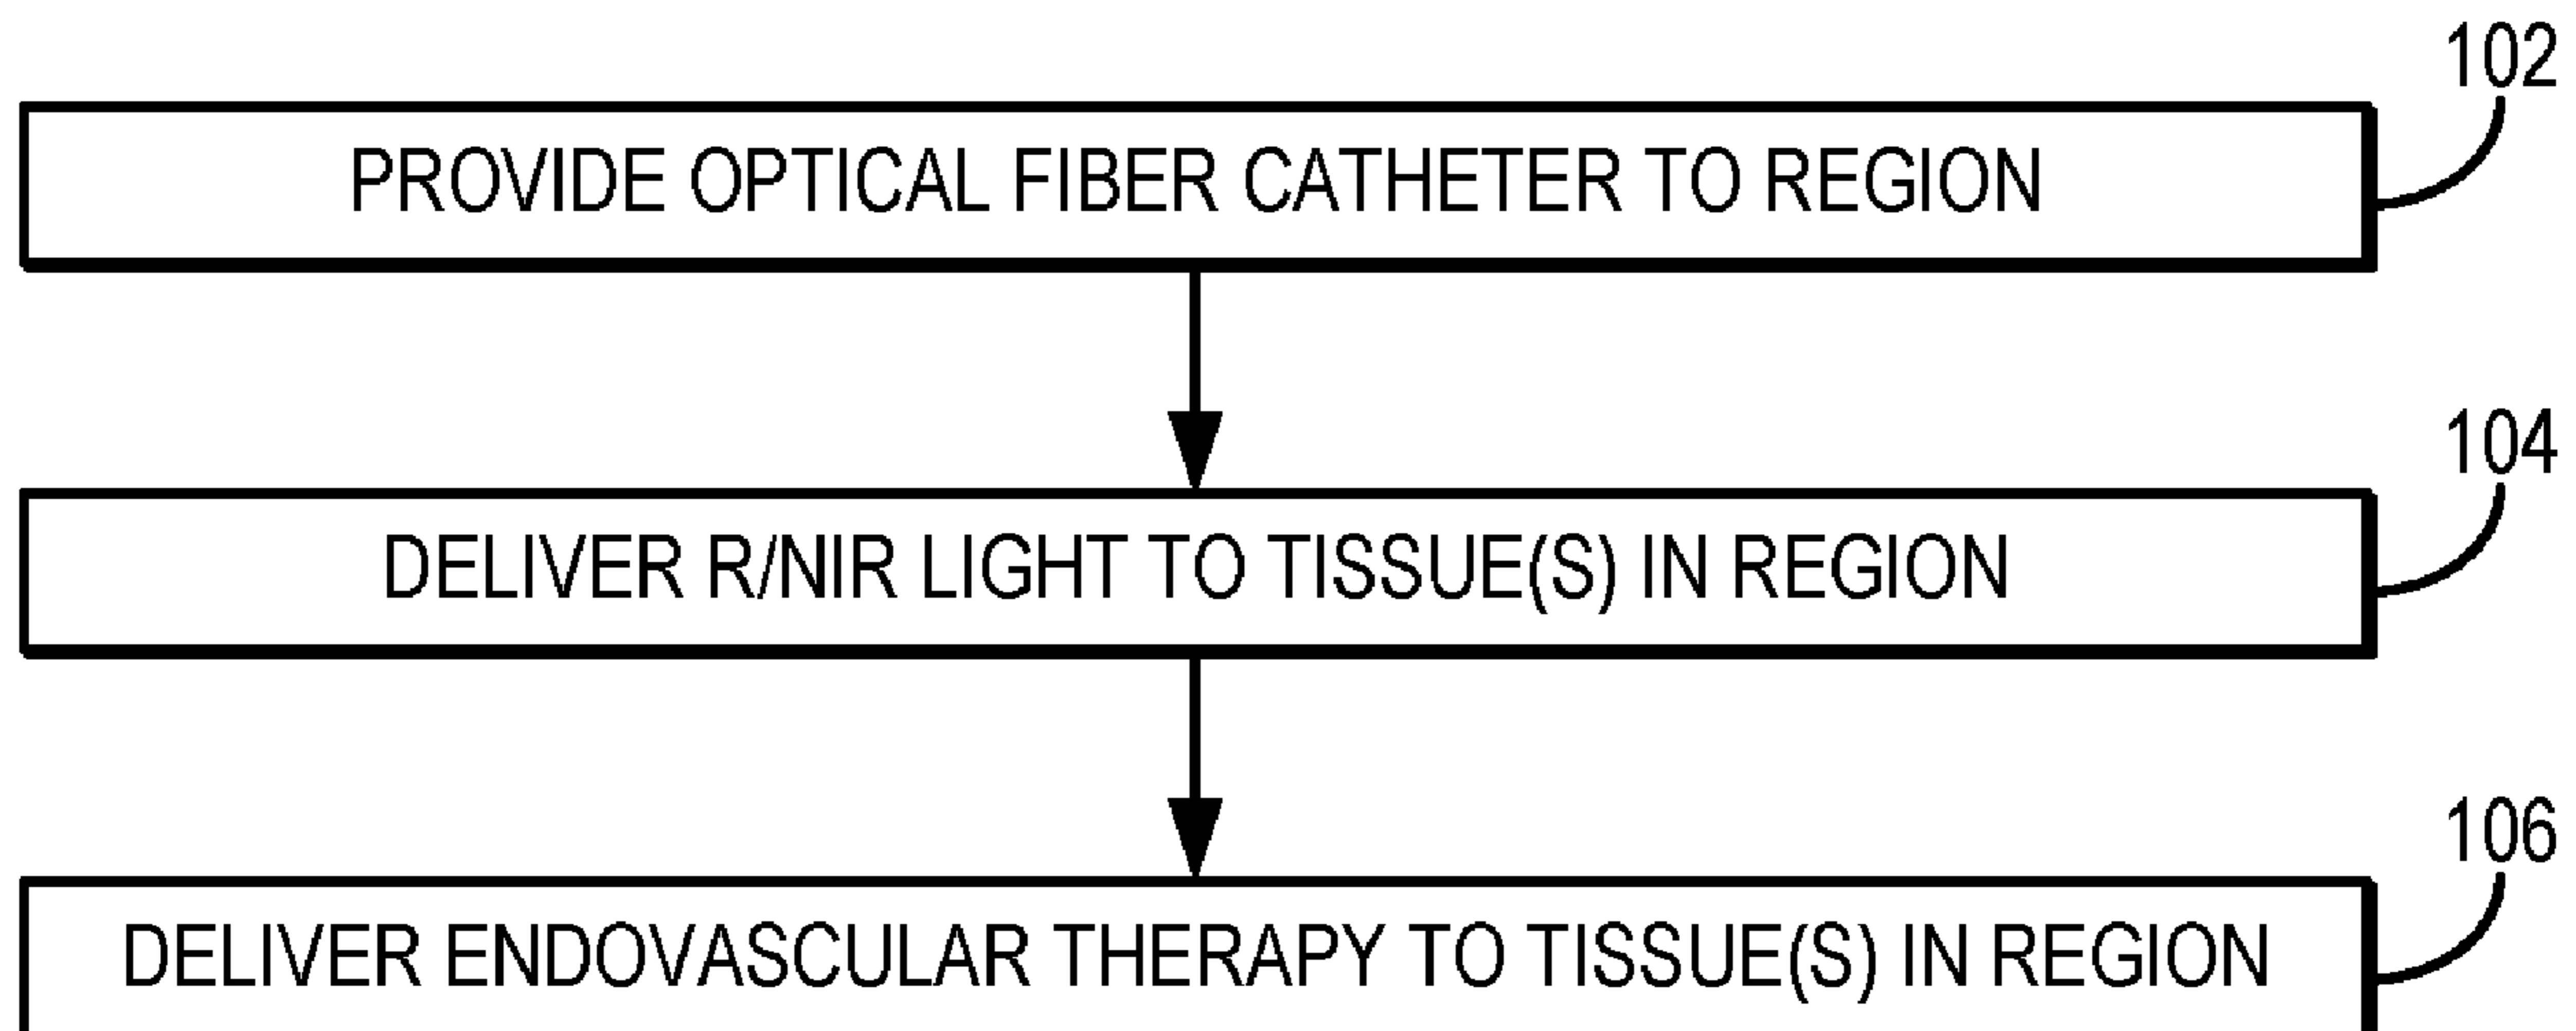 102
PROVIDE OPTICAL FIBER CATHETER TO REGION
104
DELIVER R/NIR LIGHT TO TISSUE(S) IN REGION
106
DELIVER ENDOVASCULAR THERAPY TO TISSUE(S) IN REGION